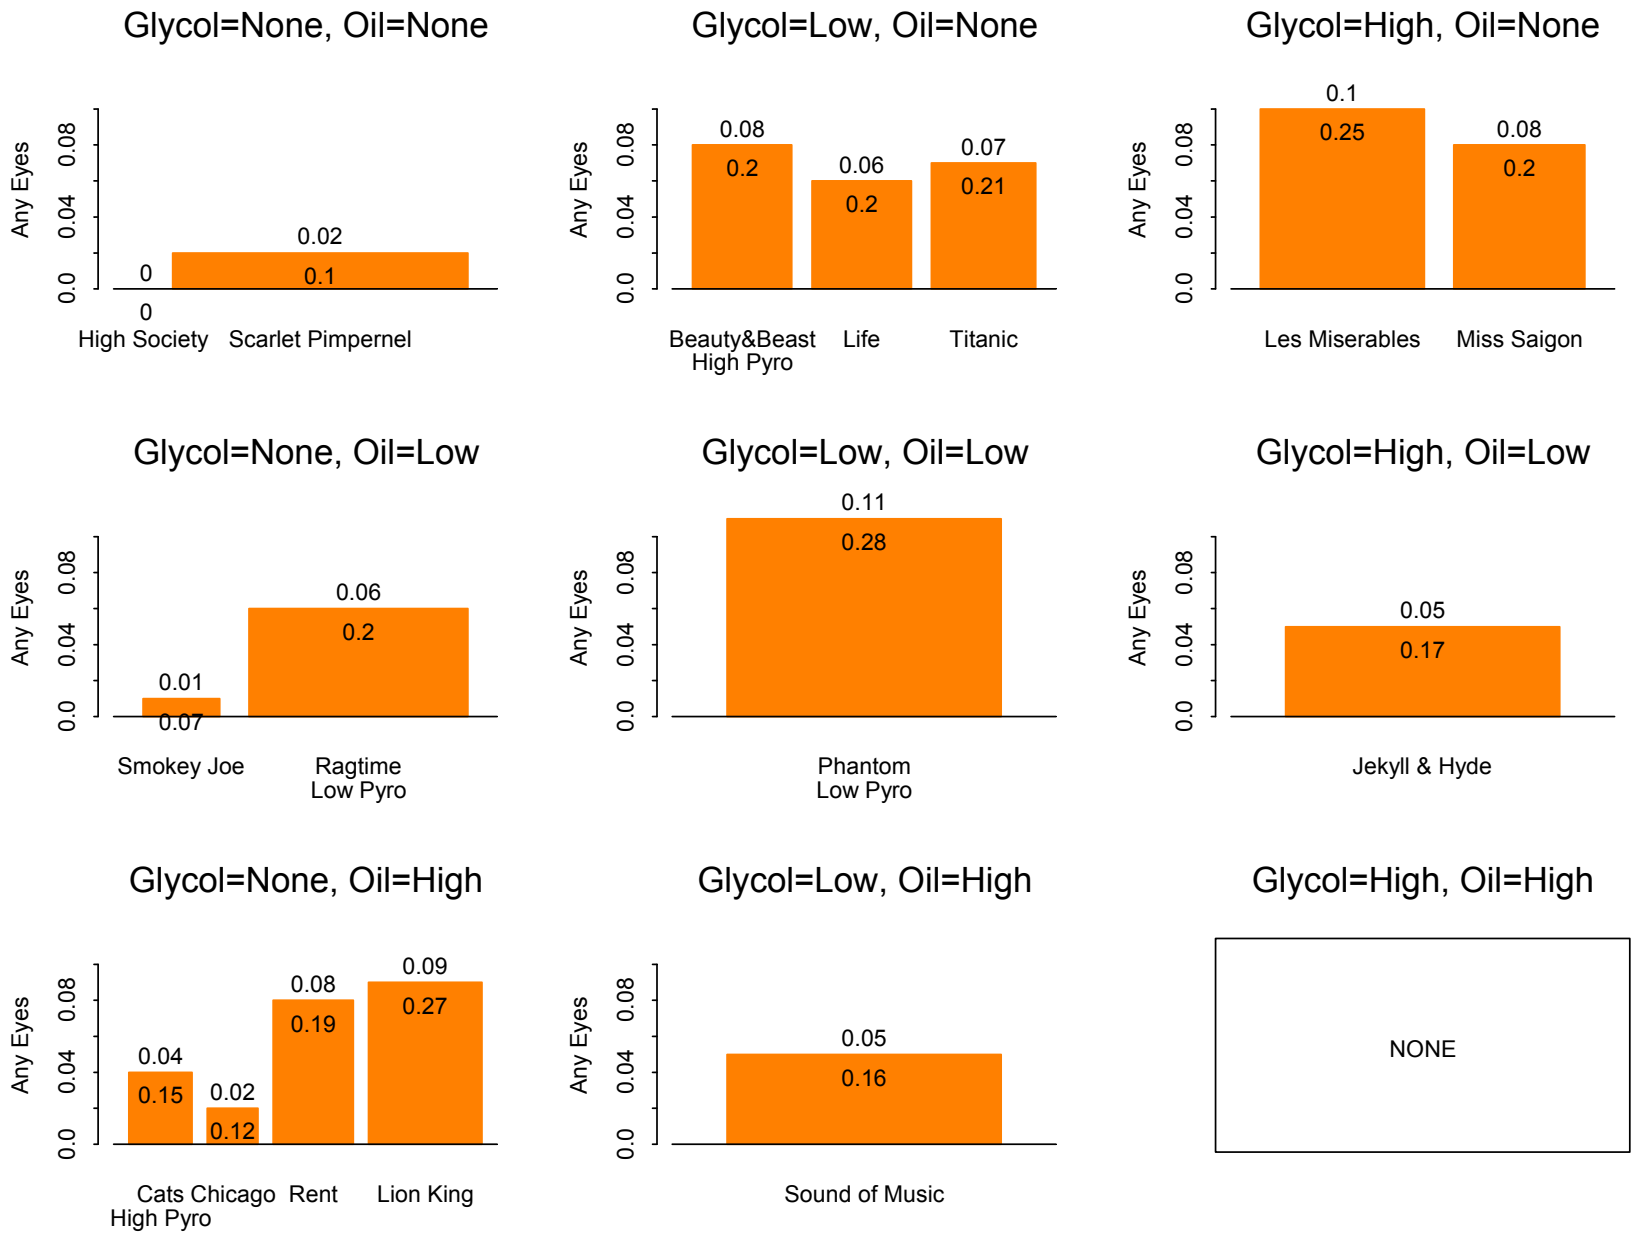 Glycol=None, Oil=None
Any Eyes
0.0 0.04 0.08
0
0
0.02
0.1
High Society Scarlet Pimpernel
Glycol=Low, Oil=None
Any Eyes
0.0 0.04 0.08
0.08
0.2
0.06
0.2
0.07
0.21
Beauty&Beast Life Titanic
High Pyro
Glycol=High, Oil=None
Any Eyes
0.0 0.04 0.08
0.1
0.25
0.08
0.2
Les Miserables Miss Saigon
Glycol=None, Oil=Low
Any Eyes
0.0 0.04 0.08
0.01
0.07
0.06
0.2
Smokey Joe Ragtime
Low Pyro
Glycol=Low, Oil=Low
Any Eyes
0.0 0.04 0.08
0.11
0.28
Phantom
Low Pyro
Glycol=High, Oil=Low
Any Eyes
0.0 0.04 0.08
0.05
0.17
Jekyll & Hyde
Glycol=None, Oil=High
Any Eyes
0.0 0.04 0.08
0.04
0.15
0.02
0.12
0.08
0.19
0.09
0.27
Cats Chicago Rent Lion King
High Pyro
Glycol=Low, Oil=High
Any Eyes
0.0 0.04 0.08
0.05
0.16
Sound of Music
Glycol=High, Oil=High
NONE